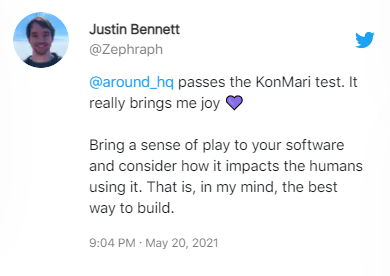 Justin Bennett
@Zephraph
@around_hq passes the KonMari test. It
really brings me joy 💜
Bring a sense of play to your software
and consider how it impacts the humans
using it. That is, in my mind, the best
way to build.
9:04 PM · May 20, 2021